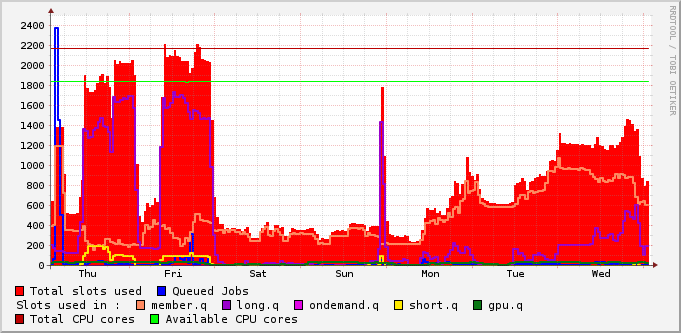 2400
2200
2000
1800
1600
1400
1200
1000
800
600
400
200
0
Thu Fri Sat Sun Mon Tue Wed
Total slots used Queued Jobs
Slots used in : member.q long.q ondemand.q short.q gpu.q
Total CPU cores Available CPU cores
RRDTOOL / TOBI OETIKER